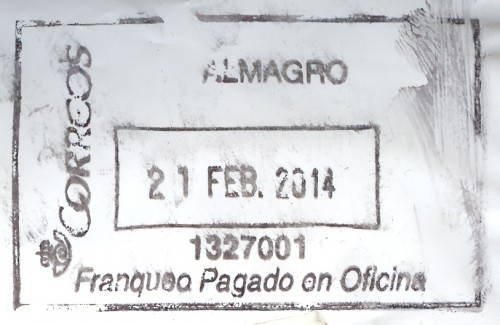 CORREOS
ALMAGRO
21 FEB. 2014
1327001
Franqueo Pagado en Oficina